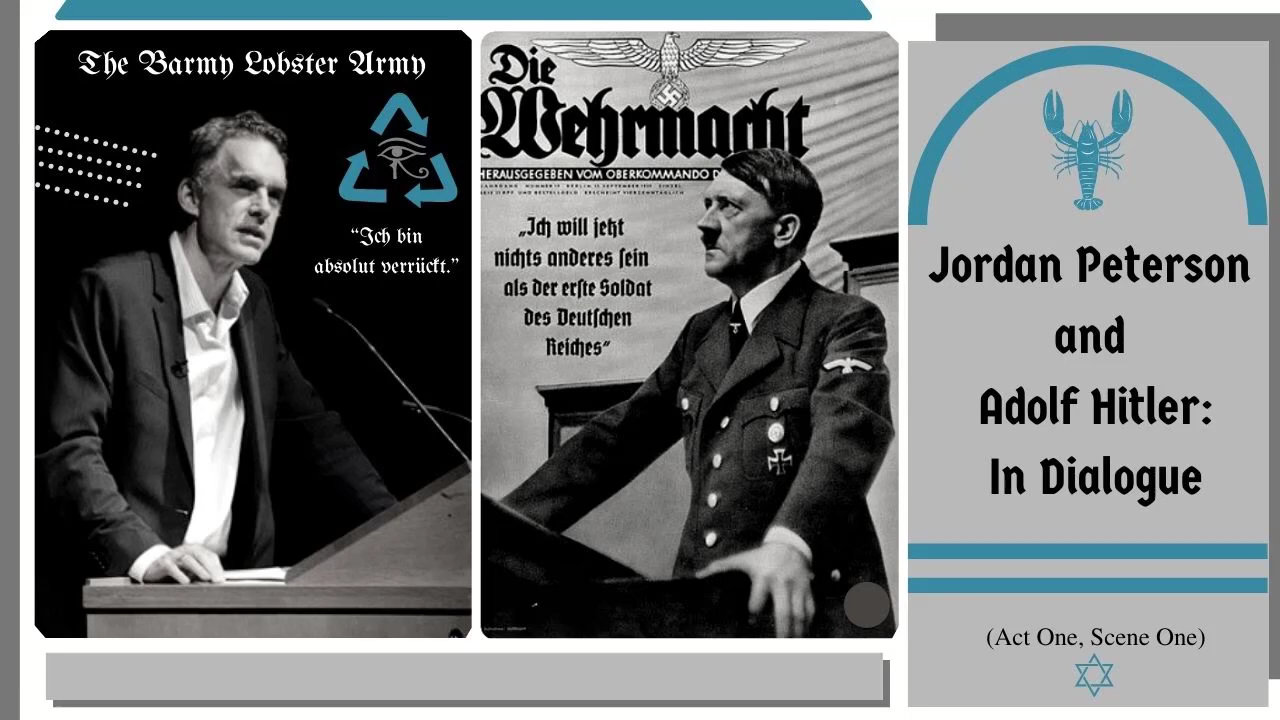 The Barmy Lobster Army
“Ich bin
absolut verrückt.”
Die
Wehrmacht
HERAUSGEGEBEN VOM OBERKOMMANDO D
„Ich will jetzt
nichts anderes sein
als der erste Soldat
des Deutschen
Reiches“
Jordan Peterson
and
Adolf Hitler:
In Dialogue
(Act One, Scene One)